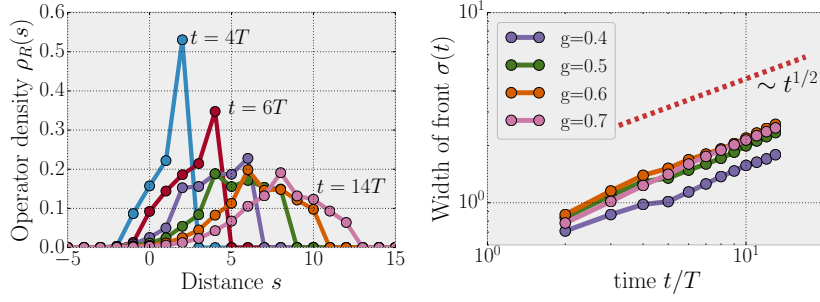 Operator density ρ_R(s)
0.6
0.5
0.4
0.3
0.2
0.1
0.0
t = 4T
t = 6T
t = 14T
−5 0 5 10 15
Distance s
Width of front σ(t)
10^1
10^0
g=0.4
g=0.5
g=0.6
g=0.7
∼ t^{1/2}
10^0 10^1
time t/T